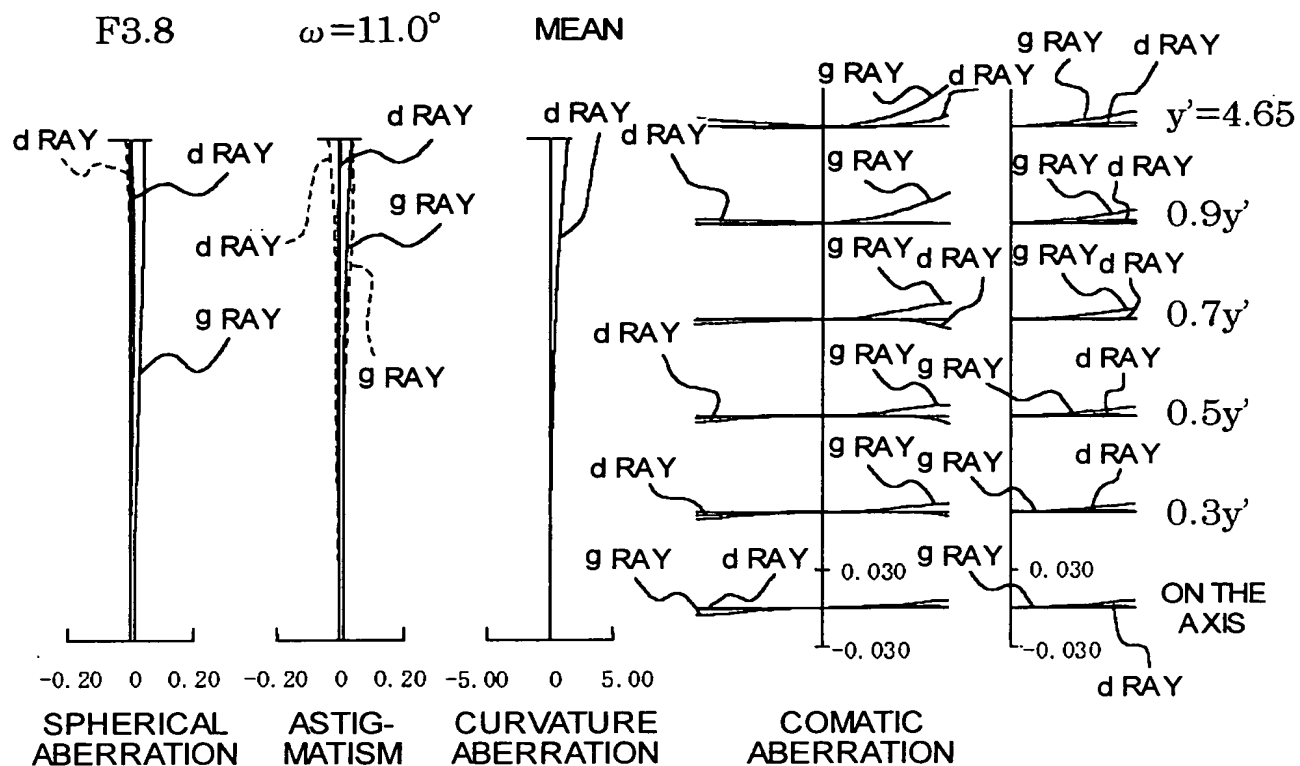 F3.8
ω=11.0°
MEAN
d RAY
d RAY
g RAY
d RAY
d RAY
g RAY
g RAY
d RAY
g RAY
d RAY
g RAY
d RAY
y'=4.65
d RAY
g RAY
g RAY
d RAY
0.9y'
g RAY
d RAY
g RAY
d RAY
0.7y'
d RAY
g RAY
g RAY
d RAY
0.5y'
d RAY
g RAY
g RAY
d RAY
0.3y'
g RAY
d RAY
0.030
-0.030
g RAY
0.030
-0.030
d RAY
ON THE
AXIS
-0.20 0 0.20
-0.20 0 0.20
-5.00 0 5.00
SPHERICAL
ABERRATION
ASTIG-
MATISM
CURVATURE
ABERRATION
COMATIC
ABERRATION